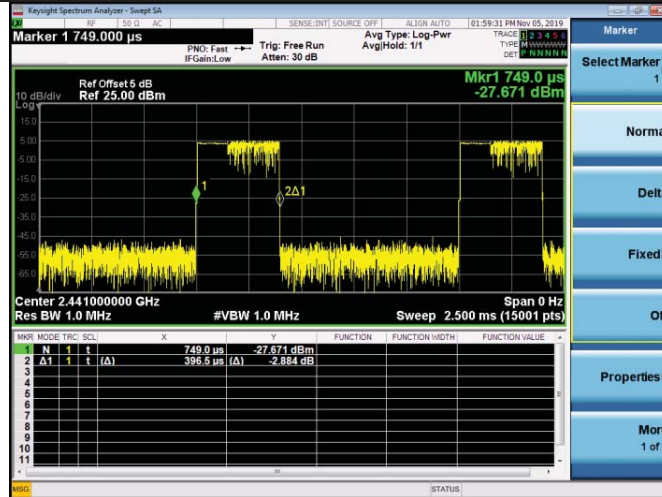 Keysight Spectrum Analyzer - Swept SA
RF 50 Ω AC SENSE:INT SOURCE OFF ALIGN AUTO 01:59:31 PM Nov 05, 2019
Marker 1 749.000 µs
PNO: Fast
IFGain:Low
Trig: Free Run
Atten: 30 dB
Avg Type: Log-Pwr
Avg|Hold: 1/1
TRACE 1 2 3 4 5 6
TYPE M WWWWW
DET P N N N N N
Ref Offset 5 dB
10 dB/div Ref 25.00 dBm
Log
Mkr1 749.0 µs
-27.671 dBm
15.0
5.00
-5.00
-15.0
-25.0
-35.0
-45.0
-55.0
-65.0
1
2Δ1
Center 2.441000000 GHz Span 0 Hz
Res BW 1.0 MHz #VBW 1.0 MHz Sweep 2.500 ms (15001 pts)
MKR MODE TRC SCL X Y FUNCTION FUNCTION WIDTH FUNCTION VALUE
1 N 1 t 749.0 µs -27.671 dBm
2 Δ1 1 t (Δ) 396.5 µs (Δ) -2.884 dB
3
4
5
6
7
8
9
10
11
MSG STATUS
Marker
Select Marker
1
Norma
Delt
Fixed
Of
Properties
Mor
1 of